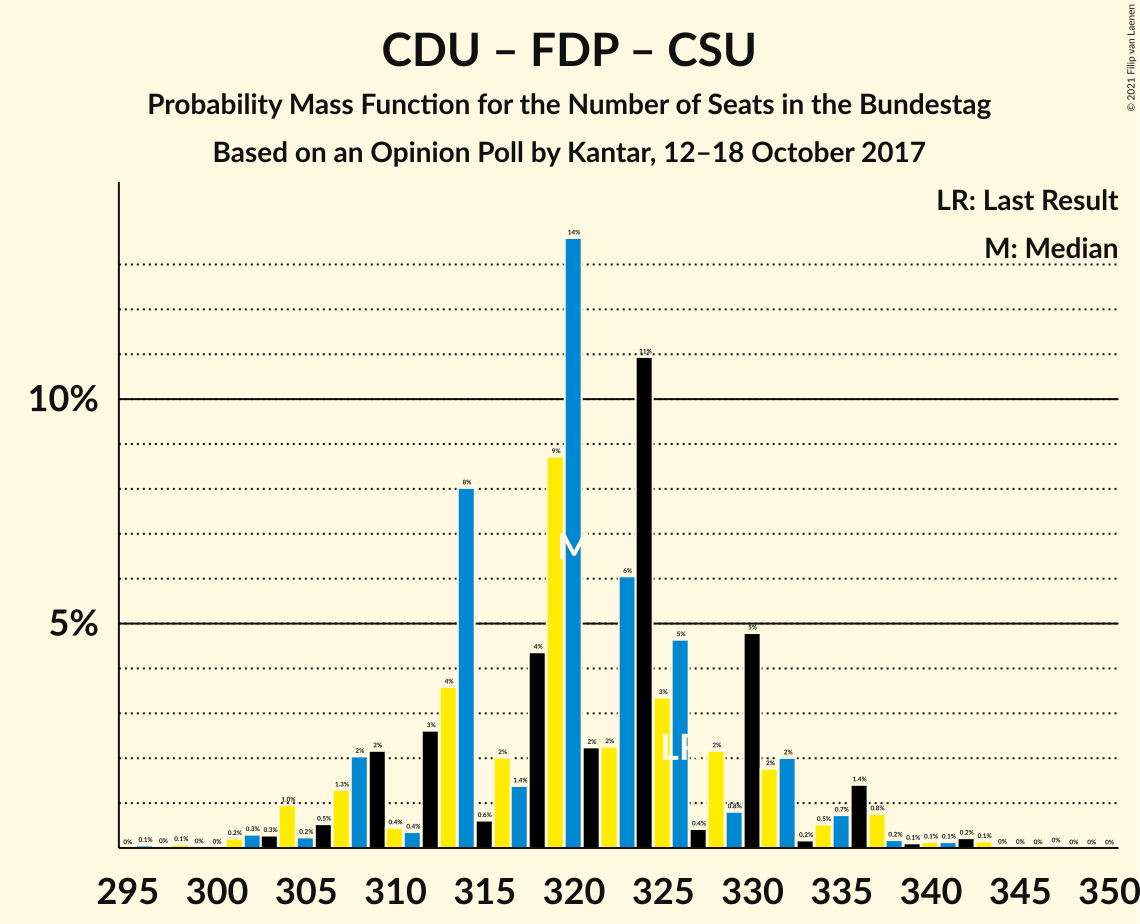 CDU – FDP – CSU
Probability Mass Function for the Number of Seats in the Bundestag
Based on an Opinion Poll by Kantar, 12–18 October 2017
© 2021 Filip van Laenen
LR: Last Result
M: Median
10%
5%
0% 0.1% 0% 0.1% 0% 0% 0.2% 0.3% 0.3% 1.0% 0.2% 0.5% 1.3% 2% 2% 0.4% 0.4% 3% 4% 8% 0.6% 2% 1.4% 4% 9% 14% 2% 2% 6% 11% 3% 5% 0.4% 2% 0.8% 5% 2% 2% 0.2% 0.5% 0.7% 1.4% 0.8% 0.2% 0.1% 0.1% 0.1% 0.2% 0.1% 0% 0% 0% 0% 0% 0% 0%
M
LR
295 300 305 310 315 320 325 330 335 340 345 350